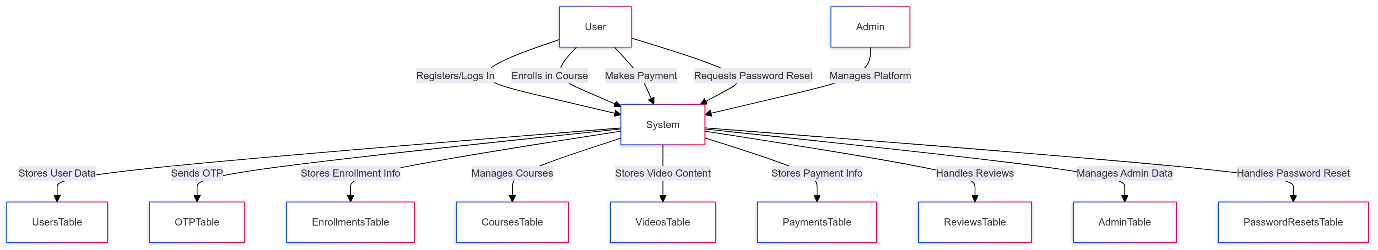 User
Admin
Registers/Logs In
Enrolls in Course
Makes Payment
Requests Password Reset
Manages Platform
System
Stores User Data
Sends OTP
Stores Enrollment Info
Manages Courses
Stores Video Content
Stores Payment Info
Handles Reviews
Manages Admin Data
Handles Password Reset
UsersTable
OTPTable
EnrollmentsTable
CoursesTable
VideosTable
PaymentsTable
ReviewsTable
AdminTable
PasswordResetsTable